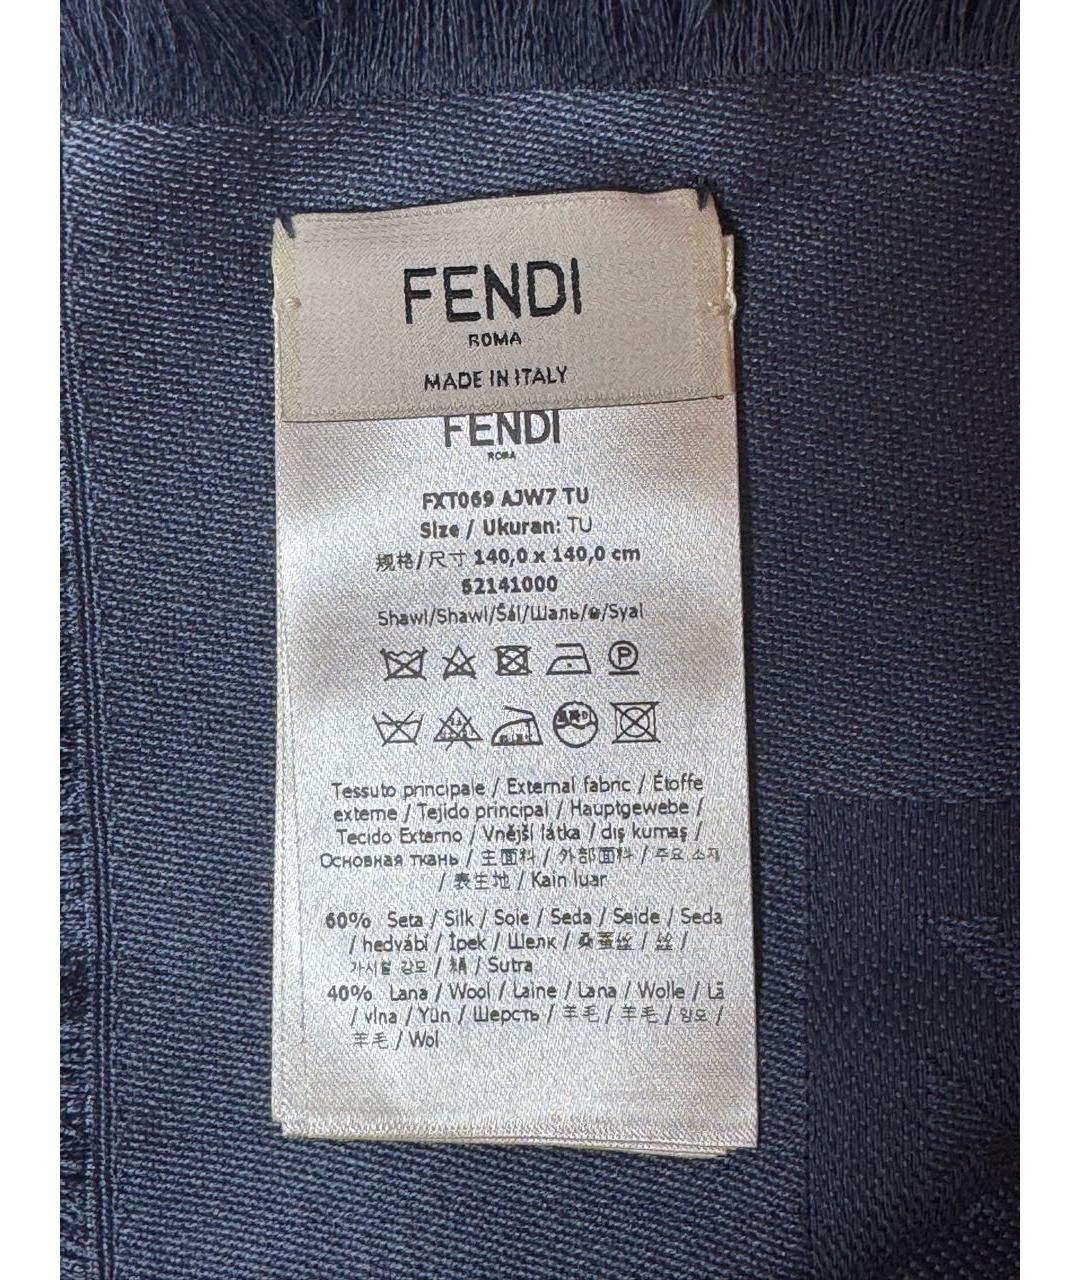 FENDI
ROMA
MADE IN ITALY
FENDI
ROMA
FXT069 AJW7 TU
Size / Ukuran: TU
规格/尺寸 140,0 x 140,0 cm
62141000
Shawl/Shawl/Šál/Шаль/Syal
P
Tessuto principale / External fabric / Étoffe
externe / Tejido principal / Hauptgewebe /
Tecido Externo / Vnější látka / dış kumaş /
Основная ткань / 主面料 / 外部面料 / 주요 소재
/ 表生地 / Kain luar
60% Seta / Silk / Soie / Seda / Seide / Seda
/ hedvábí / İpek / Шелк / 桑蚕丝 / 丝 /
/ 絹 / Sutra
40% Lana / Wool / Laine / Lana / Wolle / Lã
/ vlna / Yün / Шерсть / 羊毛 / 羊毛 / 양모 /
羊毛 / Wol